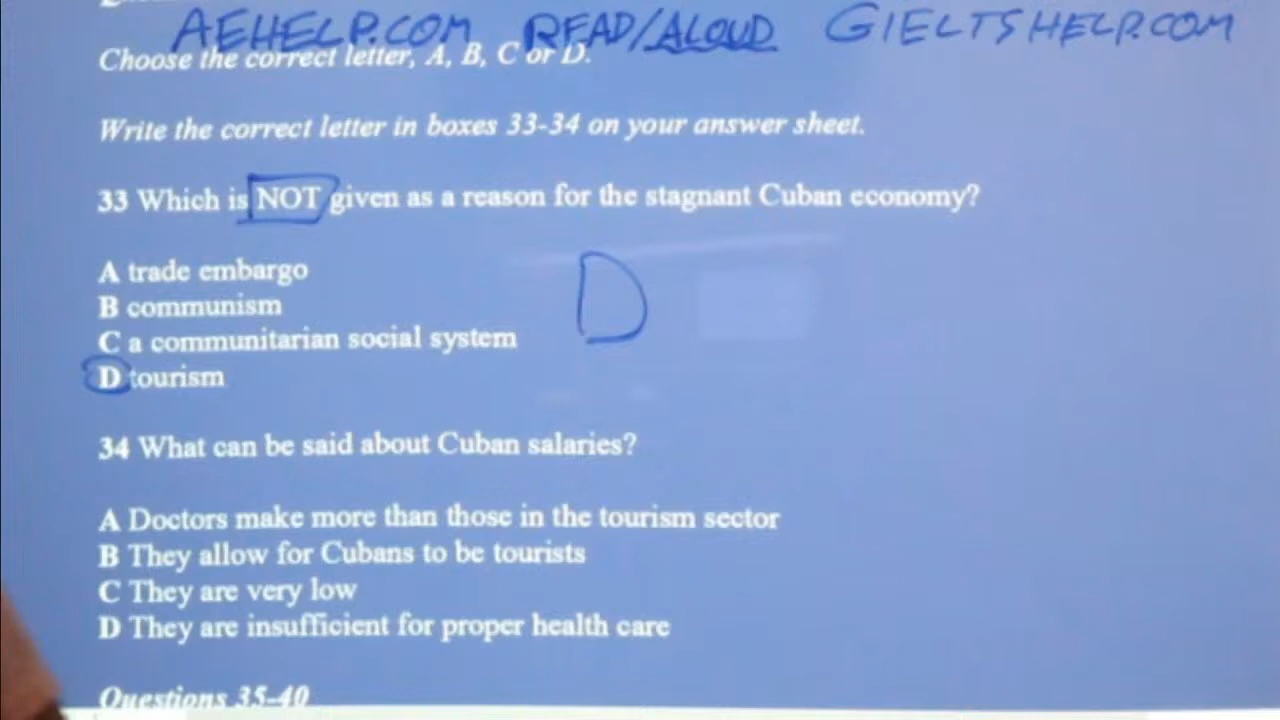 AEHELP.COM READ/ALOUD GIELTSHELP.COM
Choose the correct letter, A, B, C or D.
Write the correct letter in boxes 33-34 on your answer sheet.
33 Which is NOT given as a reason for the stagnant Cuban economy?
A trade embargo
B communism
C a communitarian social system
D
D tourism
34 What can be said about Cuban salaries?
A Doctors make more than those in the tourism sector
B They allow for Cubans to be tourists
C They are very low
D They are insufficient for proper health care
Questions 35-40